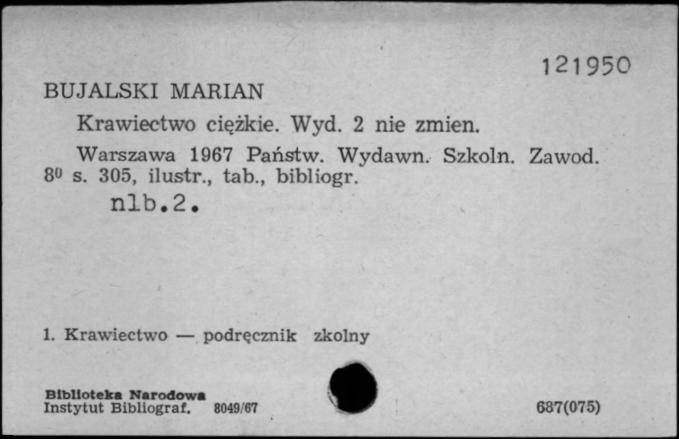 121950
BUJALSKI MARIAN
Krawiectwo ciężkie. Wyd. 2 nie zmien.
Warszawa 1967 Państw. Wydawn. Szkoln. Zawod.
8⁰ s. 305, ilustr., tab., bibliogr.
nlb.2.
1. Krawiectwo — podręcznik zkolny
Biblioteka Narodowa
Instytut Bibliograf. 8049/67
687(075)